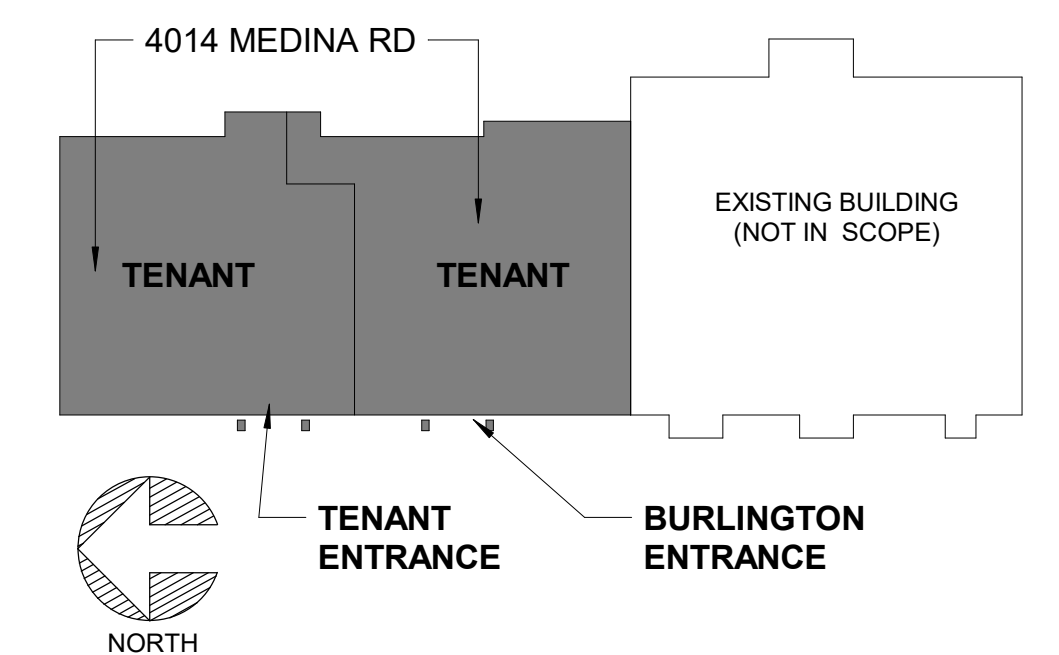 4014 MEDINA RD
EXISTING BUILDING
(NOT IN SCOPE)
TENANT
TENANT
TENANT
ENTRANCE
BURLINGTON
ENTRANCE
NORTH